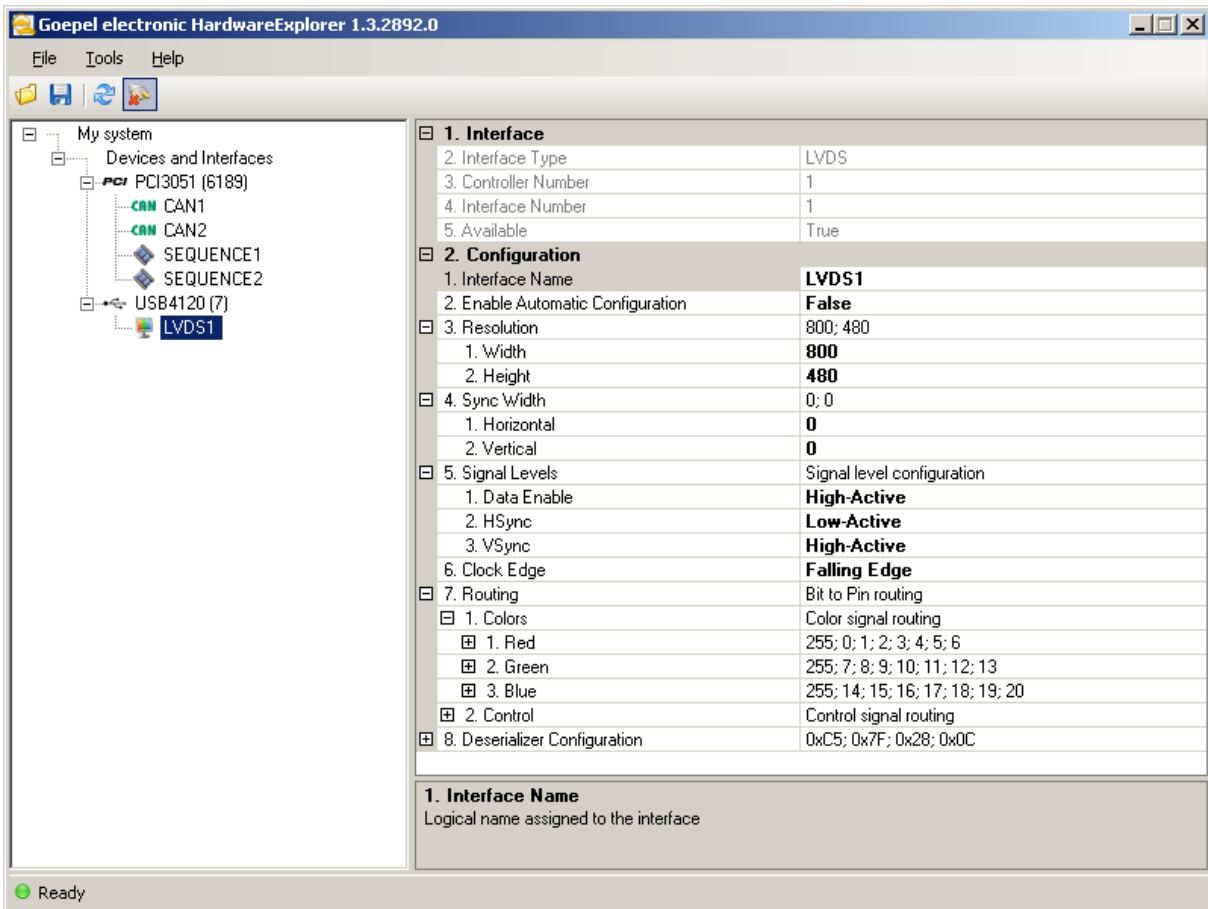 Goepel electronic HardwareExplorer 1.3.2892.0
File Tools Help
My system
Devices and Interfaces
PCI PCI3051 (6189)
CAN CAN1
CAN CAN2
SEQUENCE1
SEQUENCE2
USB4120 (7)
LVDS1
1. Interface
2. Interface Type LVDS
3. Controller Number 1
4. Interface Number 1
5. Available True
2. Configuration
1. Interface Name LVDS1
2. Enable Automatic Configuration False
3. Resolution 800; 480
1. Width 800
2. Height 480
4. Sync Width 0; 0
1. Horizontal 0
2. Vertical 0
5. Signal Levels Signal level configuration
1. Data Enable High-Active
2. HSync Low-Active
3. VSync High-Active
6. Clock Edge Falling Edge
7. Routing Bit to Pin routing
1. Colors Color signal routing
1. Red 255; 0; 1; 2; 3; 4; 5; 6
2. Green 255; 7; 8; 9; 10; 11; 12; 13
3. Blue 255; 14; 15; 16; 17; 18; 19; 20
2. Control Control signal routing
8. Deserializer Configuration 0xC5; 0x7F; 0x28; 0x0C
1. Interface Name
Logical name assigned to the interface
Ready